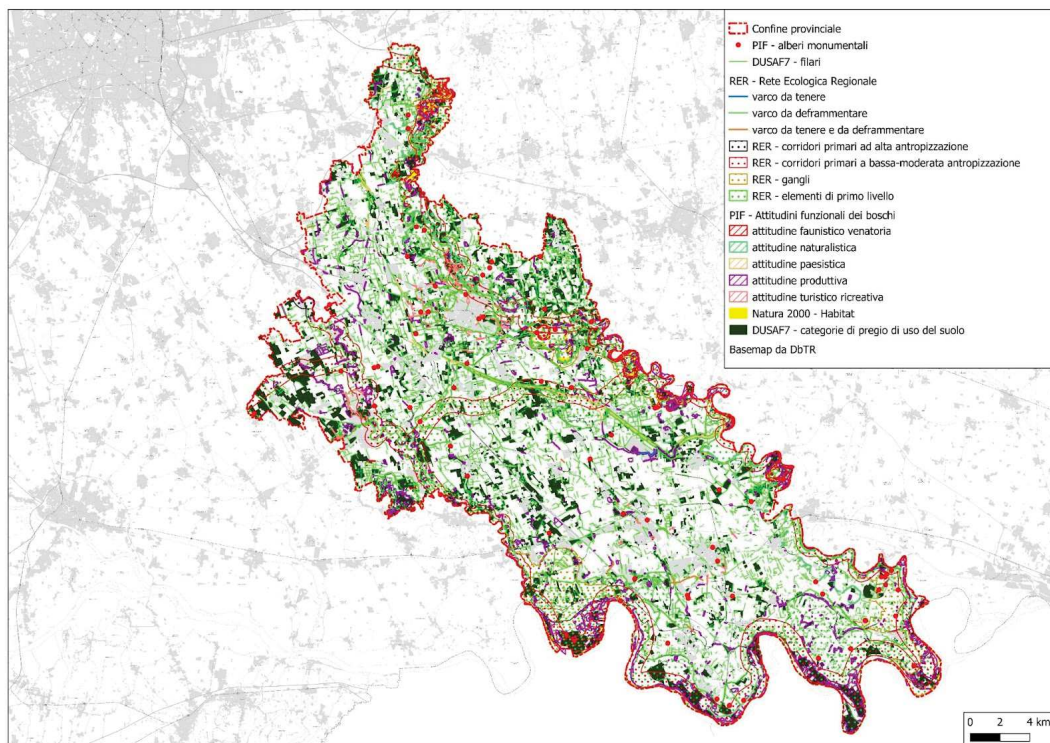 Confine provinciale
PIF - alberi monumentali
DUSAF7 - filari
RER - Rete Ecologica Regionale
varco da tenere
varco da deframmentare
varco da tenere e da deframmentare
RER - corridoi primari ad alta antropizzazione
RER - corridoi primari a bassa-moderata antropizzazione
RER - gangli
RER - elementi di primo livello
PIF - Attitudini funzionali dei boschi
attitudine faunistico venatoria
attitudine naturalistica
attitudine paesistica
attitudine produttiva
attitudine turistico ricreativa
Natura 2000 - Habitat
DUSAF7 - categorie di pregio di uso del suolo
Basemap da DbTR
0 2 4 km